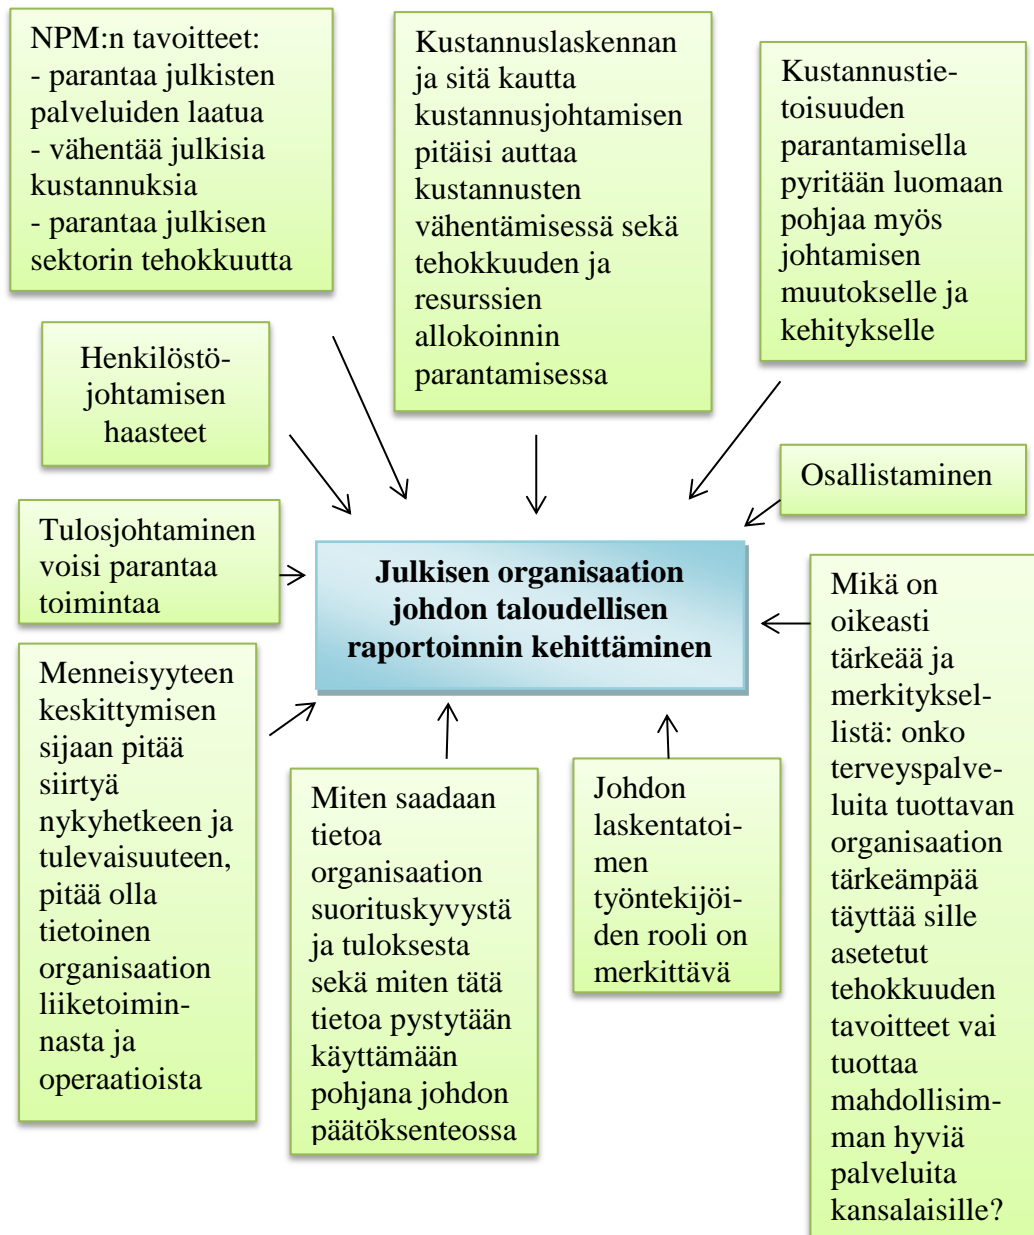 NPM:n tavoitteet:
- parantaa julkisten
palveluiden laatua
- vähentää julkisia
kustannuksia
- parantaa julkisen
sektorin tehokkuutta
Kustannuslaskennan
ja sitä kautta
kustannusjohtamisen
pitäisi auttaa
kustannusten
vähentämisessä sekä
tehokkuuden ja
resurssien
allokoinnin
parantamisessa
Kustannustie-
toisuuden
parantamisella
pyritään luomaan
pohjaa myös
johtamisen
muutokselle ja
kehitykselle
Henkilöstö-
johtamisen
haasteet
Osallistaminen
Tulosjohtaminen
voisi parantaa
toimintaa
Julkisen organisaation
johdon taloudellisen
raportoinnin kehittäminen
Mikä on
oikeasti
tärkeää ja
merkityksel-
listä: onko
terveyspalve-
luita tuottavan
organisaation
tärkeämpää
täyttää sille
asetetut
tehokkuuden
tavoitteet vai
tuottaa
mahdollisim-
man hyviä
palveluita
kansalaisille?
Menneisyyteen
keskittymisen
sijaan pitää
siirtyä
nykyhetkeen ja
tulevaisuuteen,
pitää olla
tietoinen
organisaation
liiketoimin-
nasta ja
operaatioista
Miten saadaan
tietoa
organisaation
suorituskyvystä
ja tuloksesta
sekä miten tätä
tietoa pystytään
käyttämään
pohjana johdon
päätöksenteossa
Johdon
laskentatoi-
men
työntekijöi-
den rooli on
merkittävä